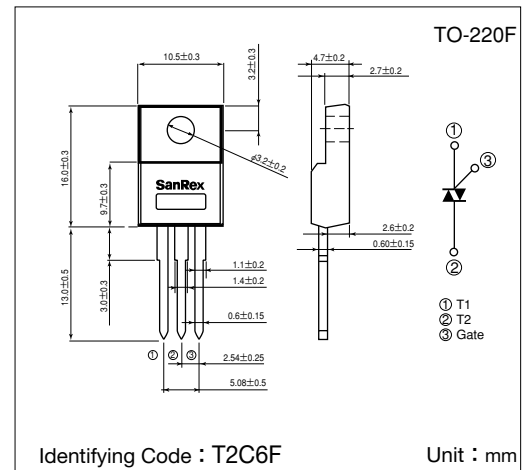 TO-220F
10.5±0.3
3.2±0.3
4.7±0.2
2.7±0.2
16.0±0.3
9.7±0.3
φ3.2±0.2
SanRex
①
③
②
2.6±0.2
0.60±0.15
13.0±0.5
3.0±0.3
1.1±0.2
1.4±0.2
0.6±0.15
① ② ③
2.54±0.25
5.08±0.5
① T1
② T2
③ Gate
Identifying Code：T2C6F
Unit：mm